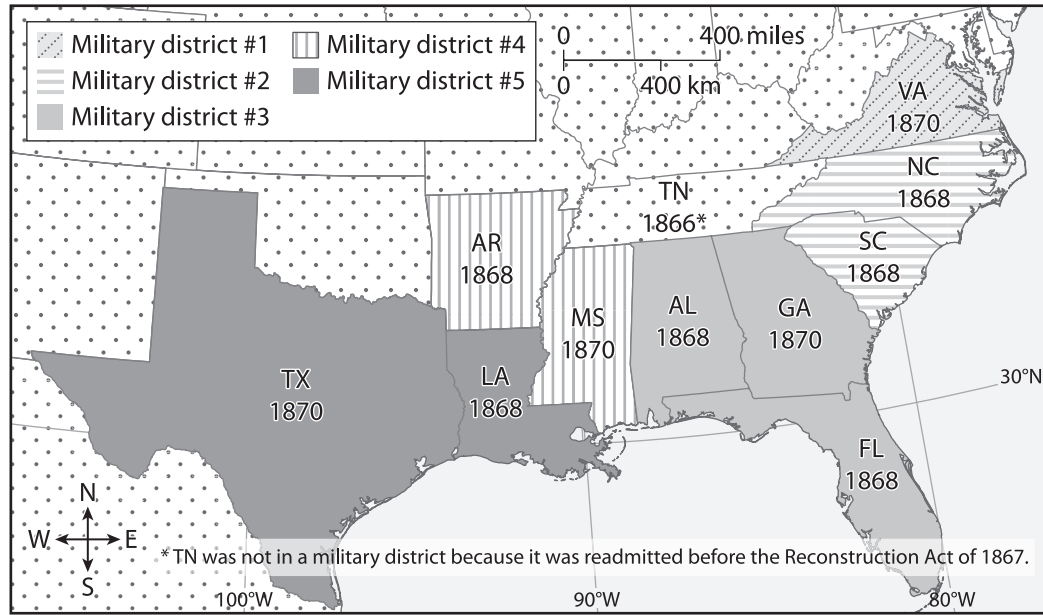 Military district #1
Military district #2
Military district #3
Military district #4
Military district #5
0 400 miles
0 400 km
VA
1870
NC
1868
TN
1866*
SC
1868
AR
1868
MS
1870
AL
1868
GA
1870
TX
1870
LA
1868
30°N
FL
1868
N
W E
S
* TN was not in a military district because it was readmitted before the Reconstruction Act of 1867.
100°W
90°W
80°W